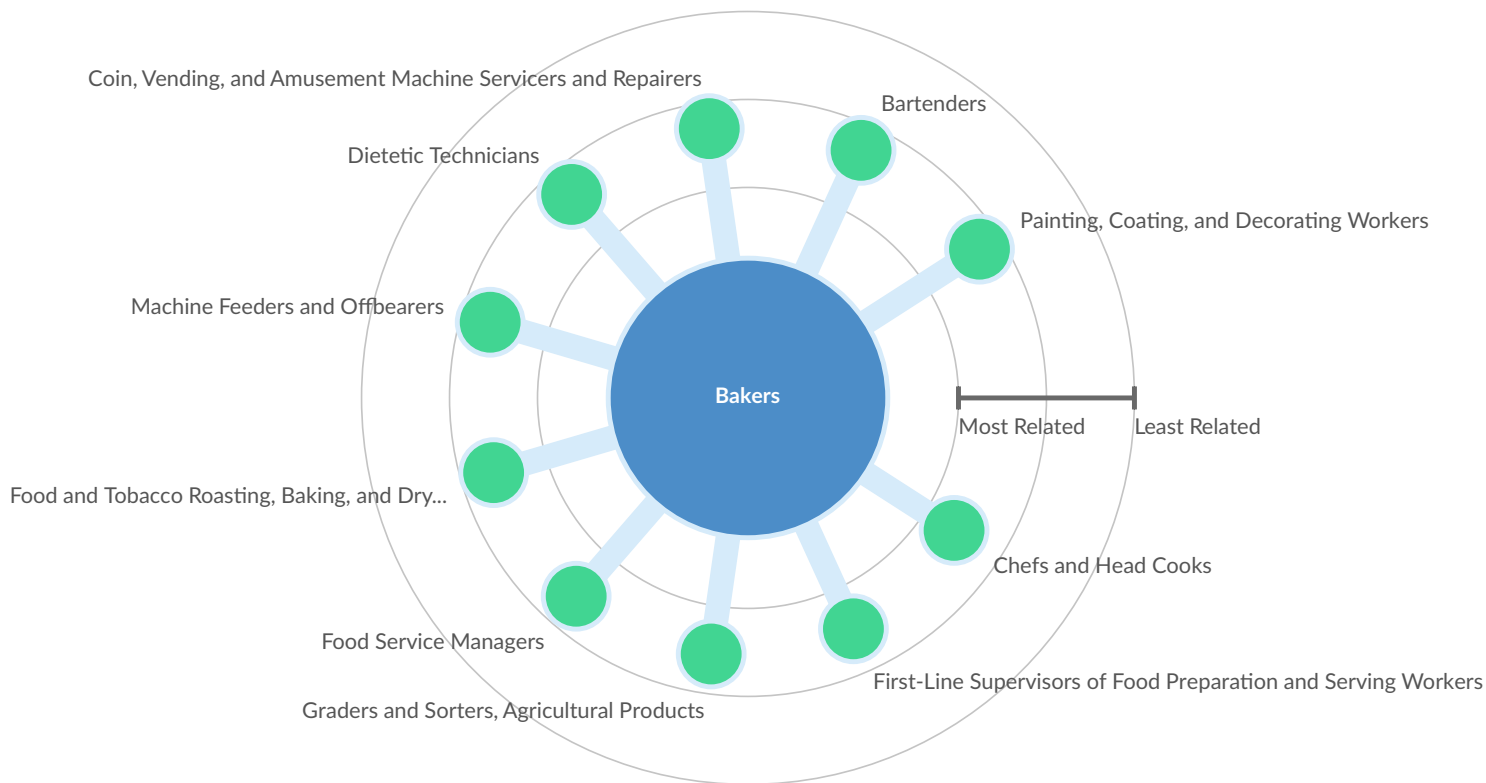 Coin, Vending, and Amusement Machine Servicers and Repairers
Bartenders
Dietetic Technicians
Painting, Coating, and Decorating Workers
Machine Feeders and Offbearers
Bakers
Most Related
Least Related
Food and Tobacco Roasting, Baking, and Dry...
Chefs and Head Cooks
Food Service Managers
First-Line Supervisors of Food Preparation and Serving Workers
Graders and Sorters, Agricultural Products